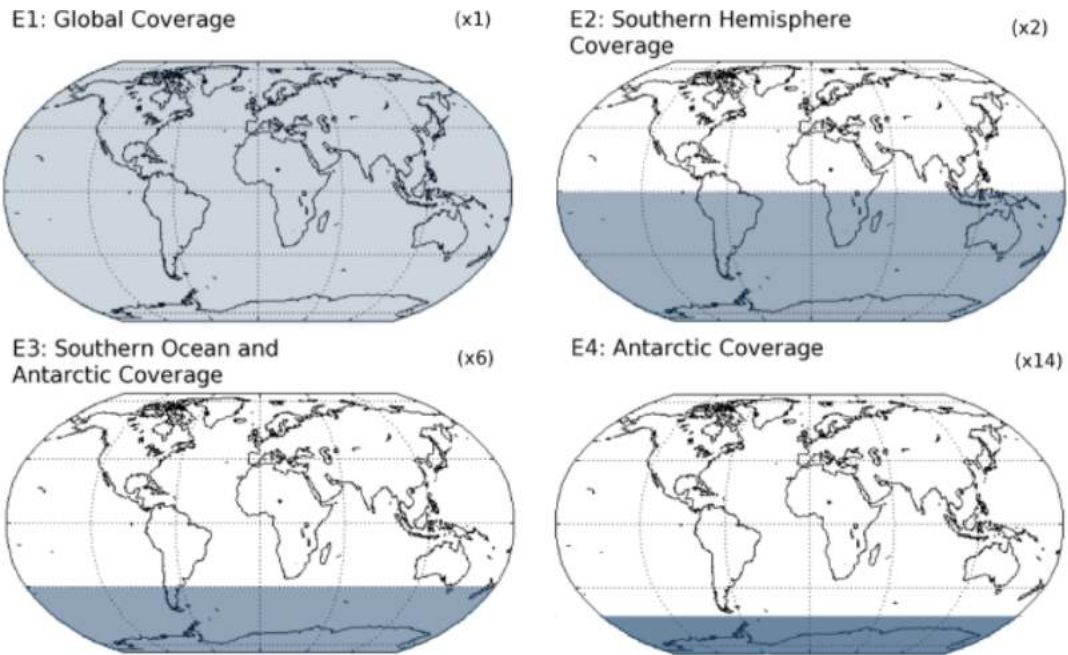 E1: Global Coverage (x1)
E2: Southern Hemisphere (x2)
Coverage
E3: Southern Ocean and (x6)
Antarctic Coverage
E4: Antarctic Coverage (x14)